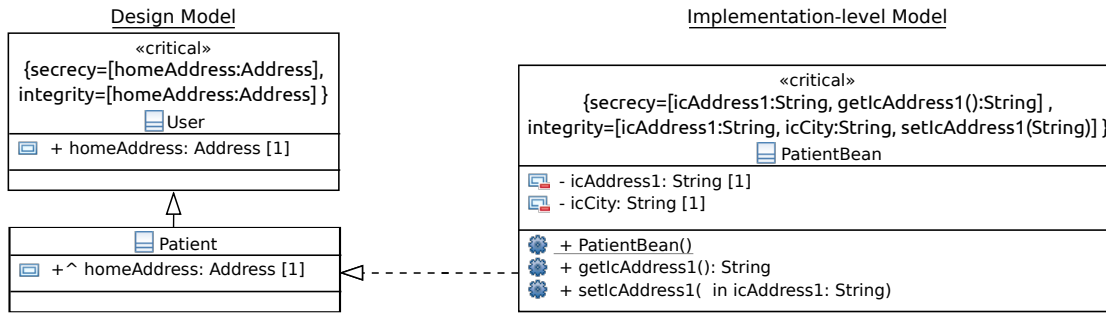 Design Model
«critical»
{secrecy=[homeAddress:Address],
integrity=[homeAddress:Address] }
User
+ homeAddress: Address [1]
Patient
+^ homeAddress: Address [1]
Implementation-level Model
«critical»
{secrecy=[icAddress1:String, getIcAddress1():String] ,
integrity=[icAddress1:String, icCity:String, setIcAddress1(String)] }
PatientBean
- icAddress1: String [1]
- icCity: String [1]
+ PatientBean()
+ getIcAddress1(): String
+ setIcAddress1( in icAddress1: String)